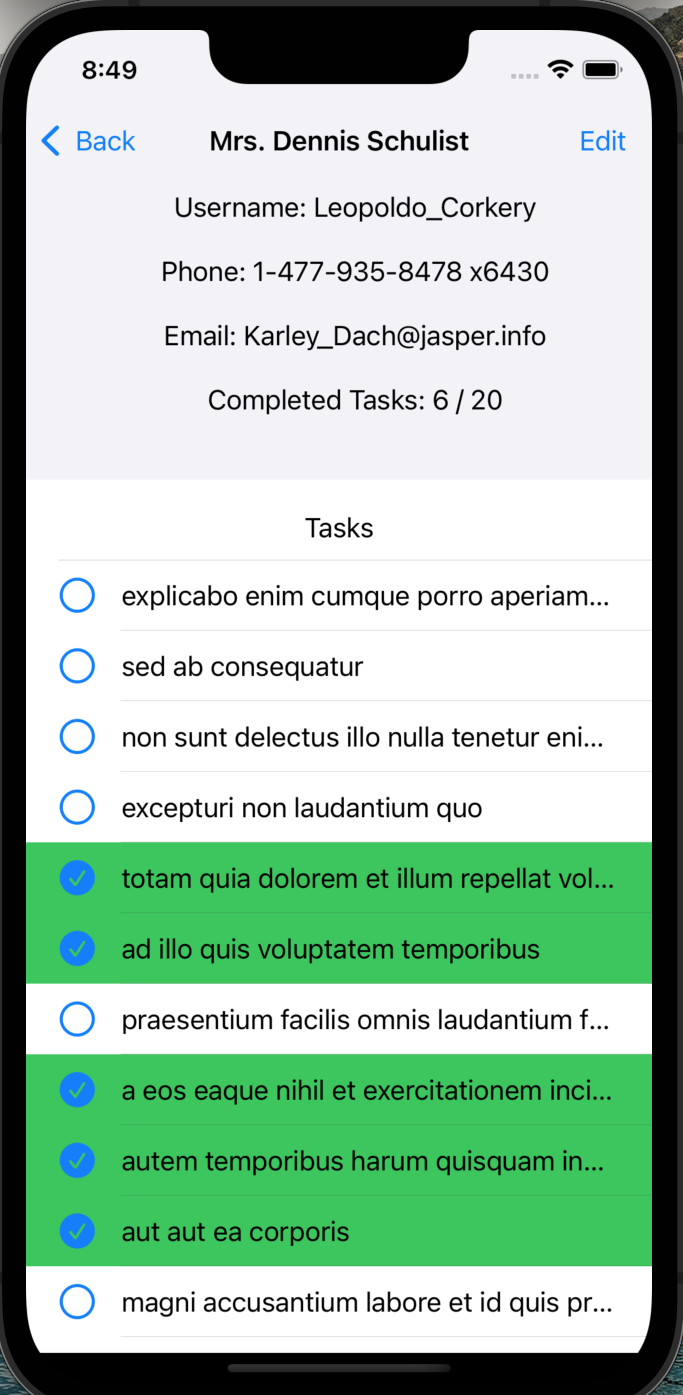 8:49
Back Mrs. Dennis Schulist Edit
Username: Leopoldo_Corkery
Phone: 1-477-935-8478 x6430
Email: Karley_Dach@jasper.info
Completed Tasks: 6 / 20
Tasks
explicabo enim cumque porro aperiam...
sed ab consequatur
non sunt delectus illo nulla tenetur eni...
excepturi non laudantium quo
totam quia dolorem et illum repellat vol...
ad illo quis voluptatem temporibus
praesentium facilis omnis laudantium f...
a eos eaque nihil et exercitationem inci...
autem temporibus harum quisquam in...
aut aut ea corporis
magni accusantium labore et id quis pr...